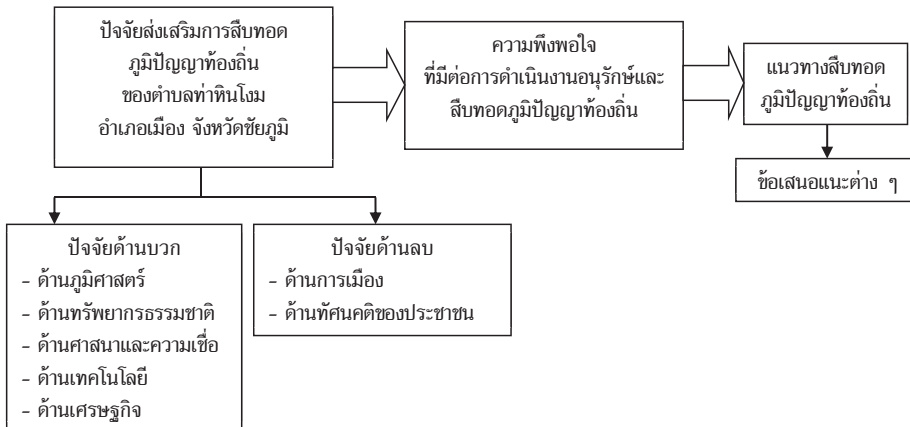 ปัจจัยส่งเสริมการสืบทอด
ภูมิปัญญาท้องถิ่น
ของตำบลท่าหินโงม
อำเภอเมือง จังหวัดชัยภูมิ
ความพึงพอใจ
ที่มีต่อการดำเนินงานอนุรักษ์และ
สืบทอดภูมิปัญญาท้องถิ่น
แนวทางสืบทอด
ภูมิปัญญาท้องถิ่น
ข้อเสนอแนะต่าง ๆ
ปัจจัยด้านบวก
- ด้านภูมิศาสตร์
- ด้านทรัพยากรธรรมชาติ
- ด้านศาสนาและความเชื่อ
- ด้านเทคโนโลยี
- ด้านเศรษฐกิจ
ปัจจัยด้านลบ
- ด้านการเมือง
- ด้านทัศนคติของประชาชน